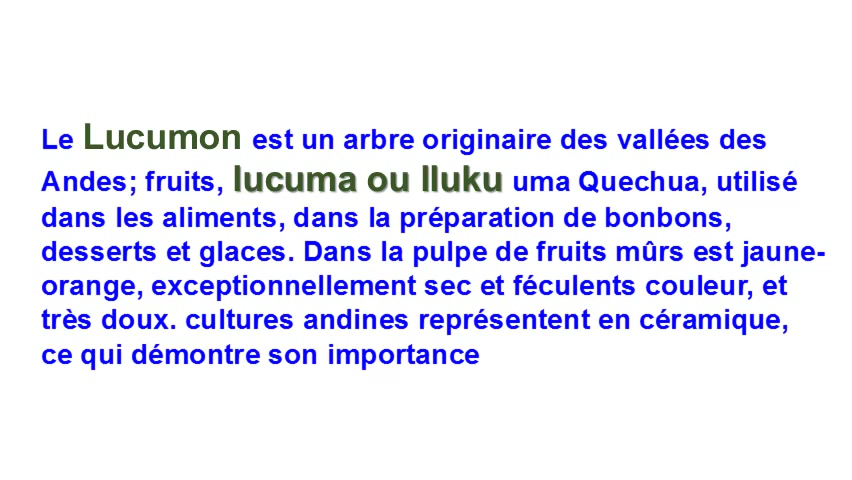 Le Lucumon est un arbre originaire des vallées des
Andes; fruits, lucuma ou lluku uma Quechua, utilisé
dans les aliments, dans la préparation de bonbons,
desserts et glaces. Dans la pulpe de fruits mûrs est jaune-
orange, exceptionnellement sec et féculents couleur, et
très doux. cultures andines représentent en céramique,
ce qui démontre son importance